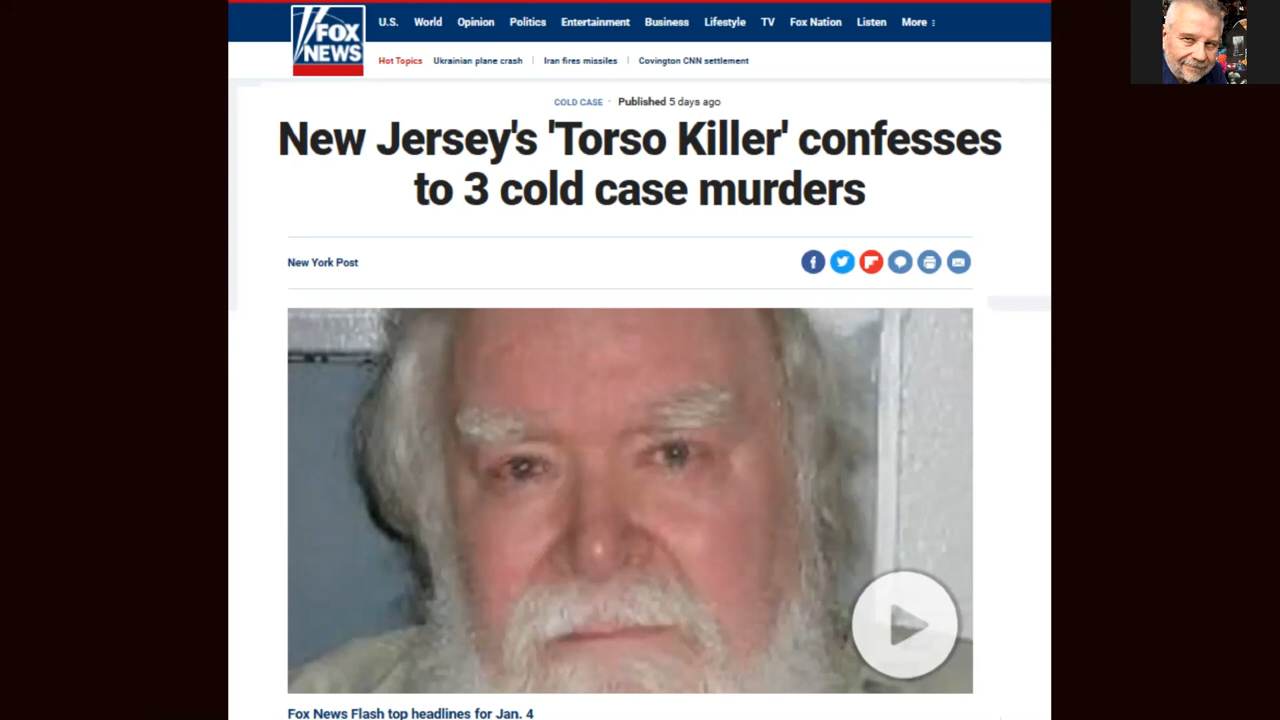 FOX
NEWS
U.S. World Opinion Politics Entertainment Business Lifestyle TV Fox Nation Listen More
Hot Topics Ukrainian plane crash Iran fires missiles Covington CNN settlement
COLD CASE · Published 5 days ago
New Jersey's 'Torso Killer' confesses
to 3 cold case murders
New York Post
Fox News Flash top headlines for Jan. 4